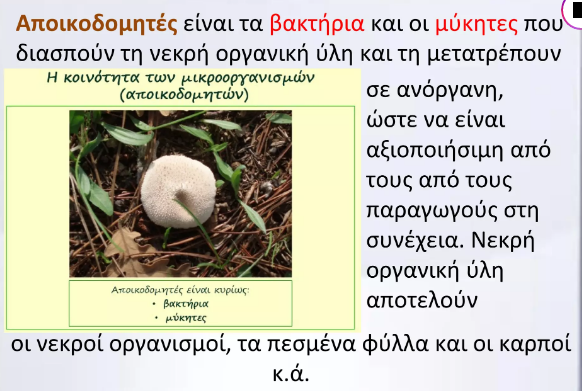 Αποικοδομητές είναι τα βακτήρια και οι μύκητες που
διασπούν τη νεκρή οργανική ύλη και τη μετατρέπουν
Η κοινότητα των μικροοργανισμών
(αποικοδομητών)
Αποικοδομητές είναι κυρίως:
• βακτήρια
• μύκητες
σε ανόργανη,
ώστε να είναι
αξιοποιήσιμη από
τους από τους
παραγωγούς στη
συνέχεια. Νεκρή
οργανική ύλη
αποτελούν
οι νεκροί οργανισμοί, τα πεσμένα φύλλα και οι καρποί
κ.ά.